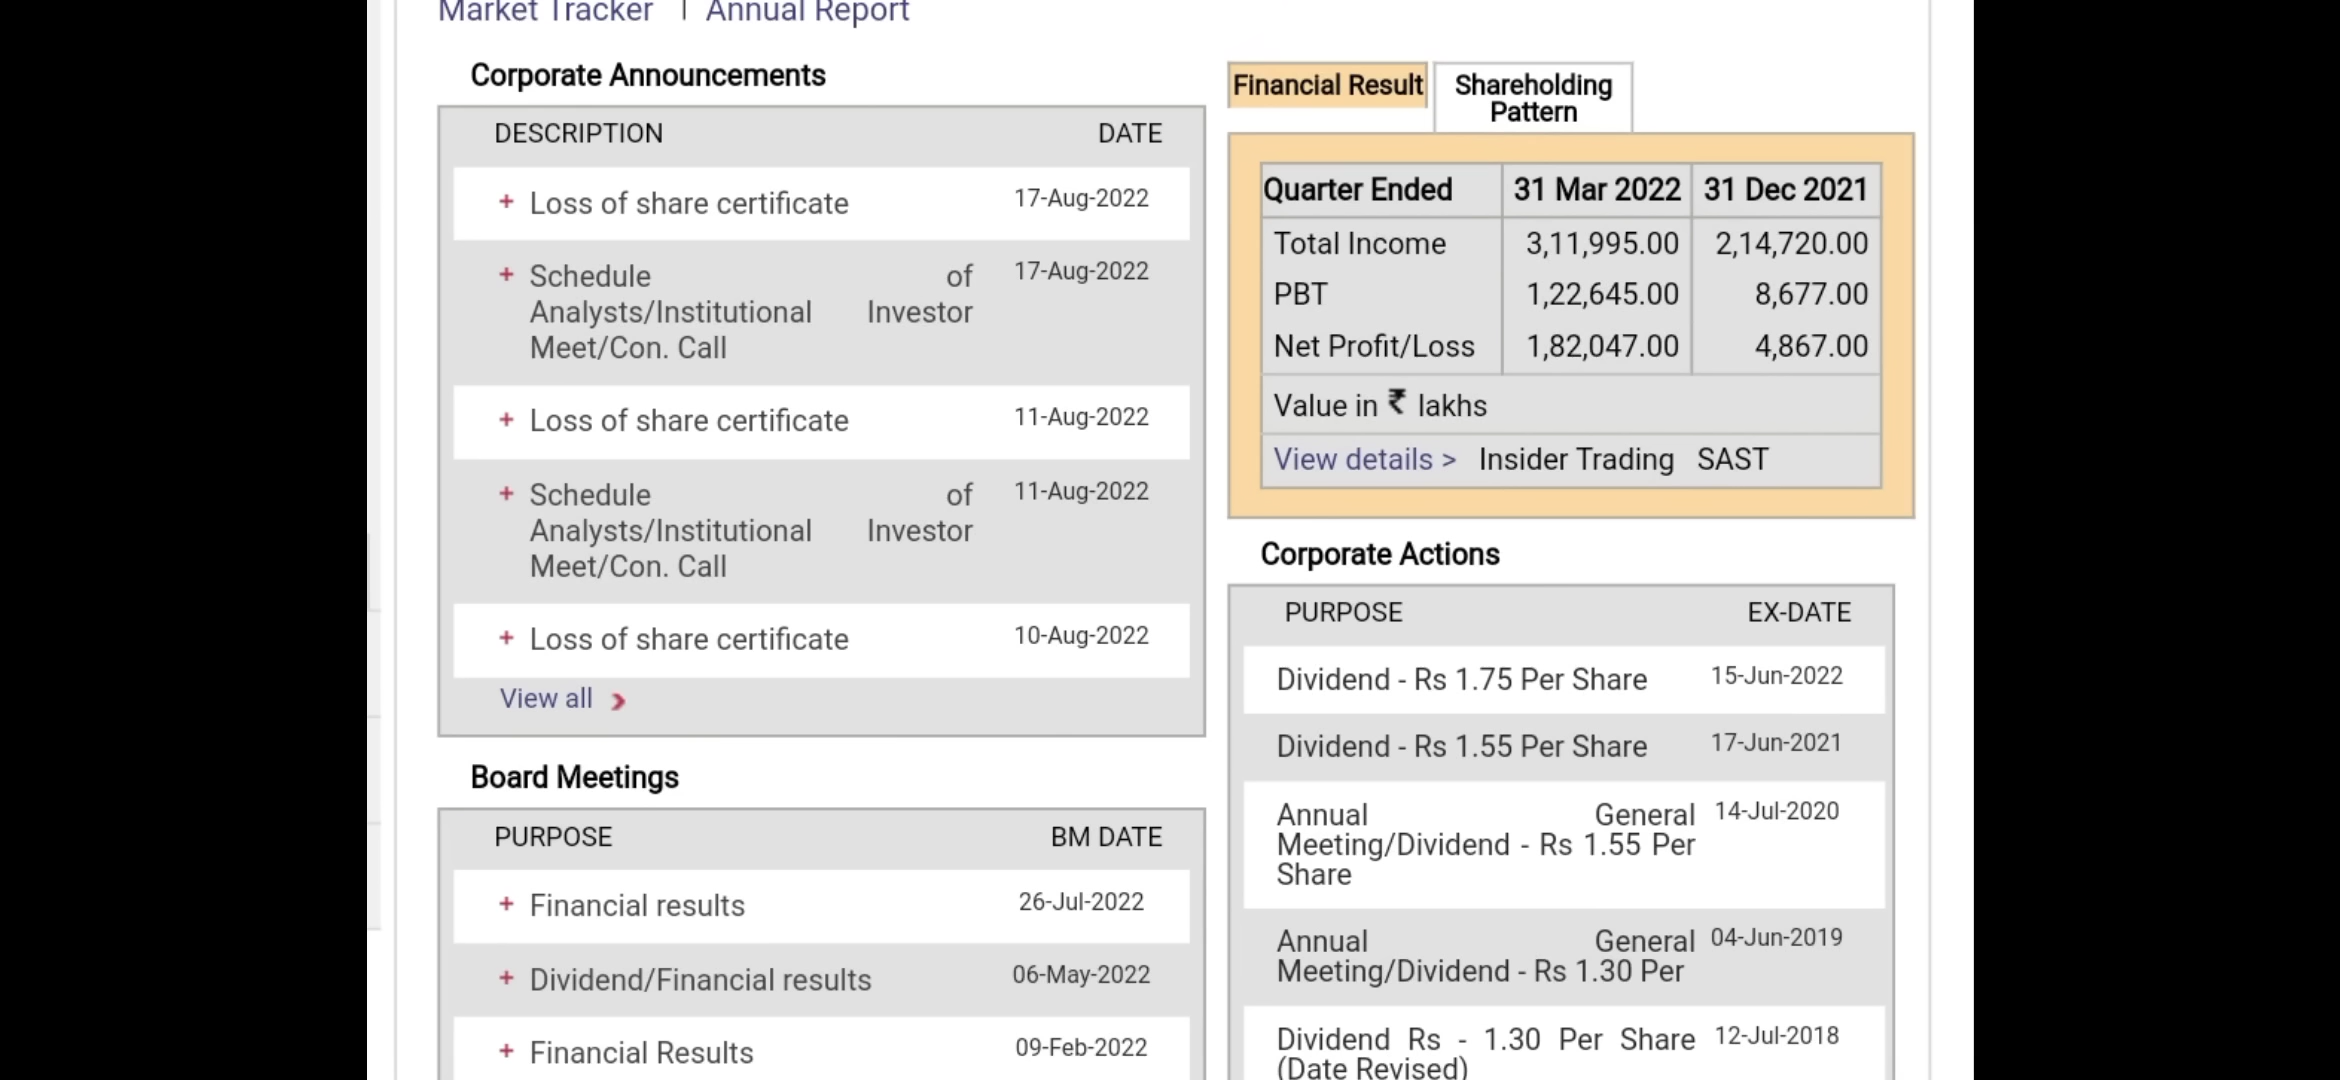 Market Tracker | Annual Report
Corporate Announcements
DESCRIPTION DATE
+ Loss of share certificate 17-Aug-2022
+ Schedule of 17-Aug-2022
Analysts/Institutional Investor
Meet/Con. Call
+ Loss of share certificate 11-Aug-2022
+ Schedule of 11-Aug-2022
Analysts/Institutional Investor
Meet/Con. Call
+ Loss of share certificate 10-Aug-2022
View all
Board Meetings
PURPOSE BM DATE
+ Financial results 26-Jul-2022
+ Dividend/Financial results 06-May-2022
+ Financial Results 09-Feb-2022
Financial Result
Shareholding
Pattern
Quarter Ended 31 Mar 2022 31 Dec 2021
Total Income 3,11,995.00 2,14,720.00
PBT 1,22,645.00 8,677.00
Net Profit/Loss 1,82,047.00 4,867.00
Value in ₹ lakhs
View details > Insider Trading SAST
Corporate Actions
PURPOSE EX-DATE
Dividend - Rs 1.75 Per Share 15-Jun-2022
Dividend - Rs 1.55 Per Share 17-Jun-2021
Annual General 14-Jul-2020
Meeting/Dividend - Rs 1.55 Per
Share
Annual General 04-Jun-2019
Meeting/Dividend - Rs 1.30 Per
Dividend Rs - 1.30 Per Share 12-Jul-2018
(Date Revised)